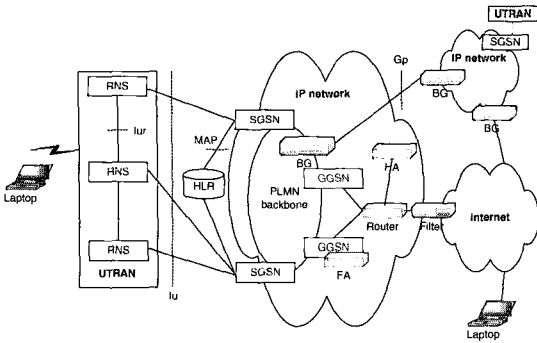 UTRAN
SGSN
IP network
Gp
BG
BG
RNS
Iur
RNS
RNS
UTRAN
Laptop
Iu
MAP
HLR
IP network
SGSN
BG
PLMN
backbone
GGSN
HA
Router
Filter
Internet
GGSN
FA
SGSN
Laptop